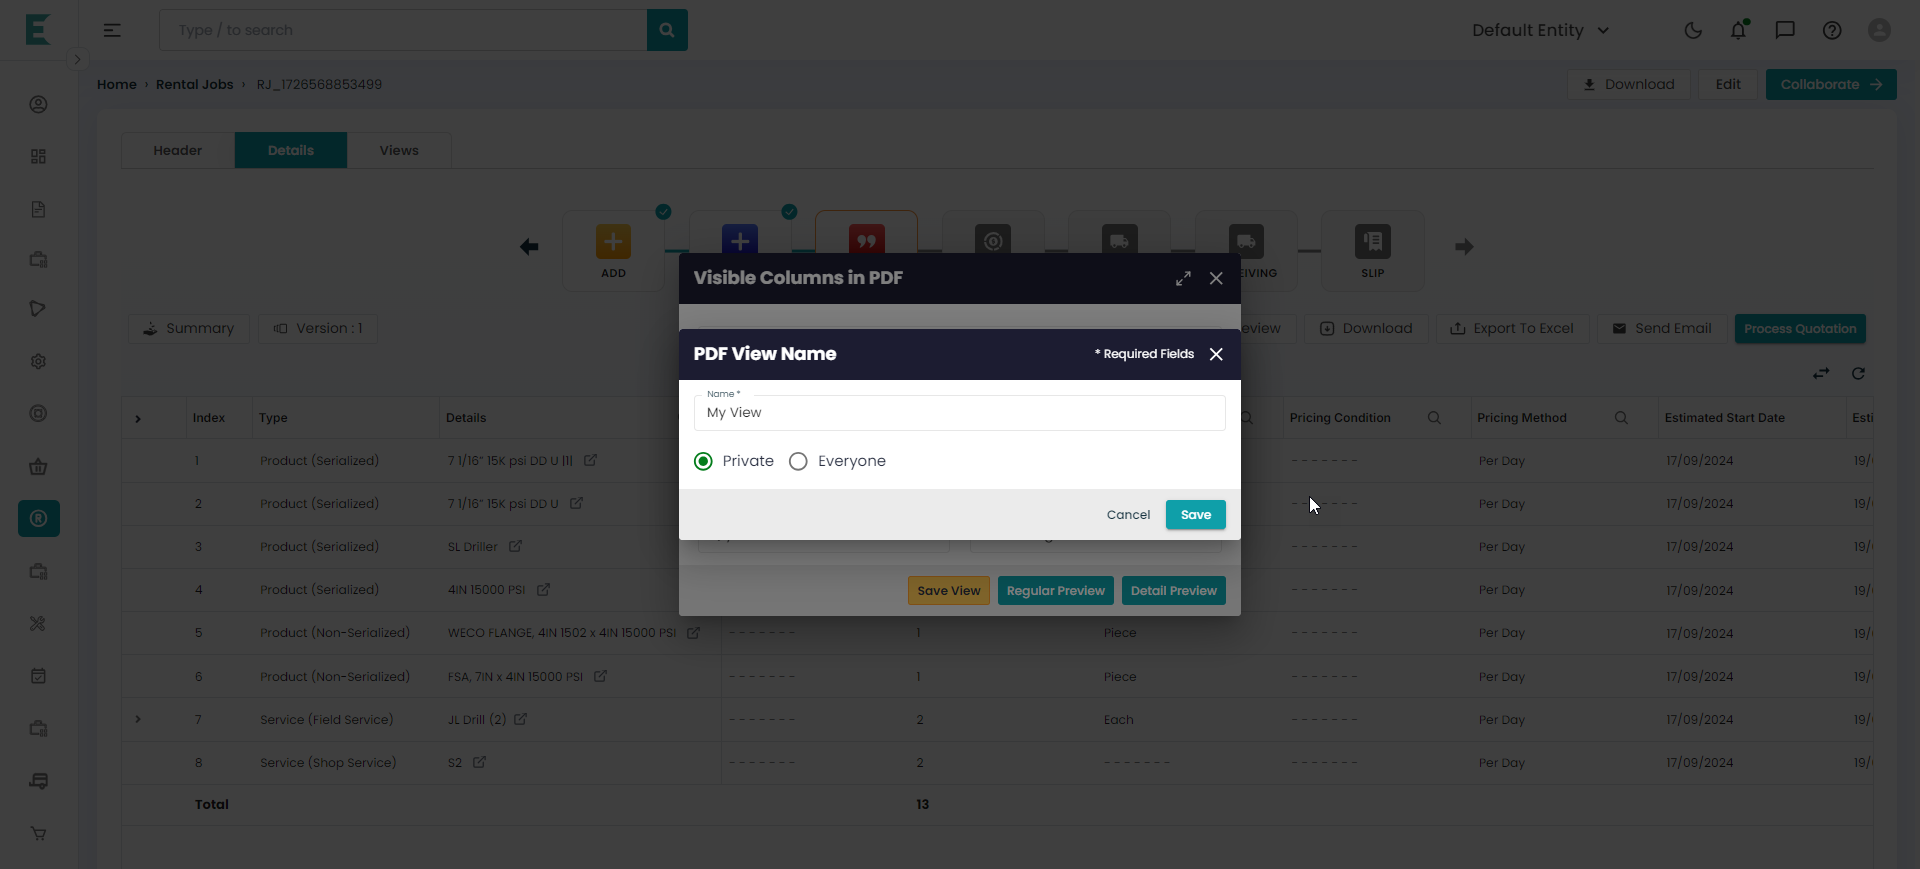 Type / to search
Default Entity
Home › Rental Jobs › RJ_1726568853499
Download
Edit
Collaborate
Header
Details
Views
ADD
EIVING
SLIP
Visible Columns in PDF
Summary
Version : 1
eview
Download
Export To Excel
Send Email
Process Quotation
PDF View Name
* Required Fields
Name *
My View
Private
Everyone
Cancel
Save
Save View
Regular Preview
Detail Preview
Index Type Details Pricing Condition Pricing Method Estimated Start Date Esti
1 Product (Serialized) 7 1/16" 15K psi DD U [1] - - - - - - - Per Day 17/09/2024 19/
2 Product (Serialized) 7 1/16" 15K psi DD U - - - - - - - Per Day 17/09/2024 19/
3 Product (Serialized) SL Driller - - - - - - - Per Day 17/09/2024 19/
4 Product (Serialized) 4IN 15000 PSI - - - - - - - Per Day 17/09/2024 19/
5 Product (Non-Serialized) WECO FLANGE, 4IN 1502 x 4IN 15000 PSI - - - - - - - 1 Piece - - - - - - - Per Day 17/09/2024 19/
6 Product (Non-Serialized) FSA, 7IN x 4IN 15000 PSI - - - - - - - 1 Piece - - - - - - - Per Day 17/09/2024 19/
7 Service (Field Service) JL Drill (2) - - - - - - - 2 Each - - - - - - - Per Day 17/09/2024 19/
8 Service (Shop Service) S2 - - - - - - - 2 - - - - - - - - - - - - - - Per Day 17/09/2024 19/
Total 13